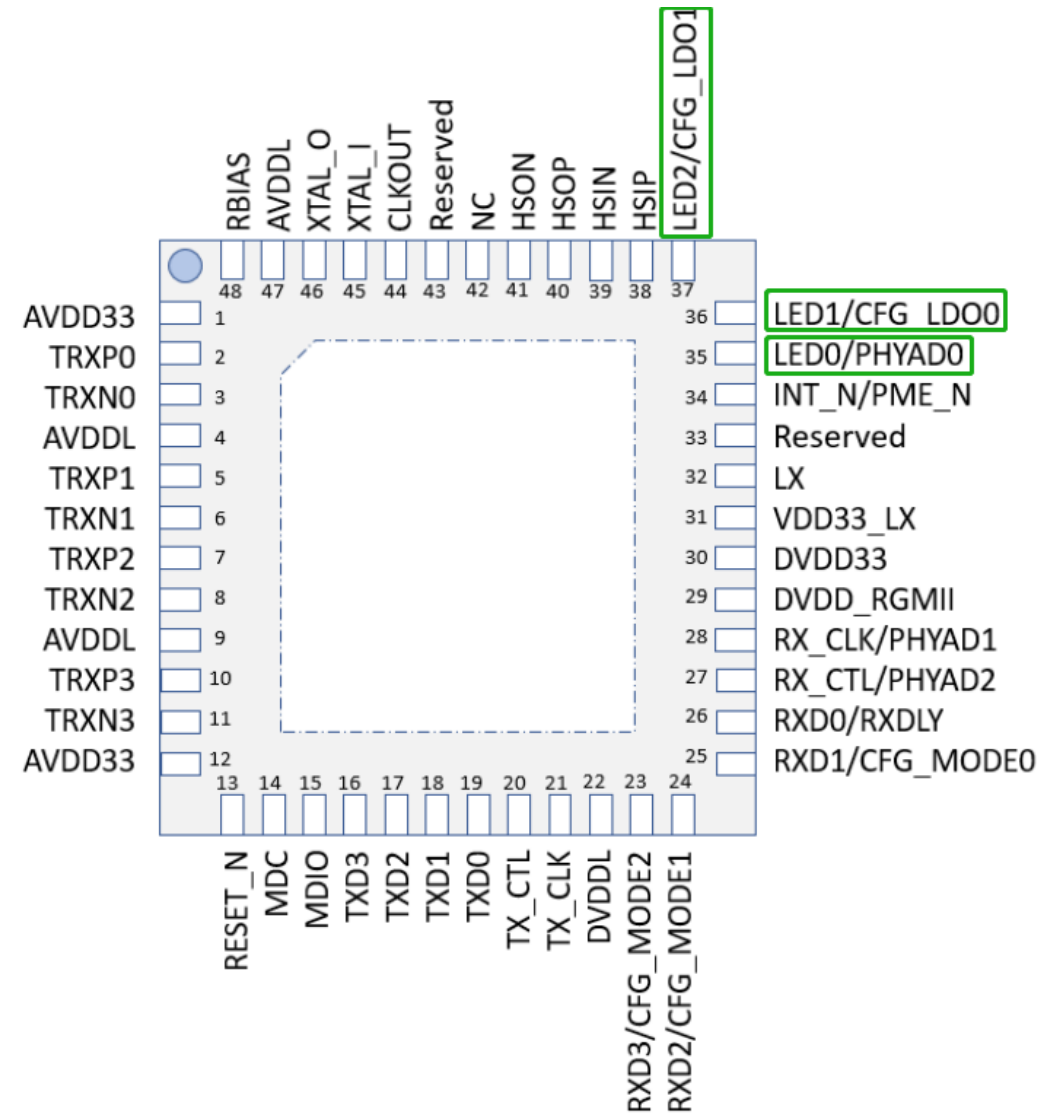 LED2/CFG_LDO1
RBIAS
AVDDL
XTAL_O
XTAL_I
CLKOUT
Reserved
NC
HSON
HSOP
HSIN
HSIP
48
47
46
45
44
43
42
41
40
39
38
37
AVDD33 1
TRXP0 2
TRXN0 3
AVDDL 4
TRXP1 5
TRXN1 6
TRXP2 7
TRXN2 8
AVDDL 9
TRXP3 10
TRXN3 11
AVDD33 12
36 LED1/CFG_LDO0
35 LED0/PHYAD0
34 INT_N/PME_N
33 Reserved
32 LX
31 VDD33_LX
30 DVDD33
29 DVDD_RGMII
28 RX_CLK/PHYAD1
27 RX_CTL/PHYAD2
26 RXD0/RXDLY
25 RXD1/CFG_MODE0
13
14
15
16
17
18
19
20
21
22
23
24
RESET_N
MDC
MDIO
TXD3
TXD2
TXD1
TXD0
TX_CTL
TX_CLK
DVDDL
RXD3/CFG_MODE2
RXD2/CFG_MODE1